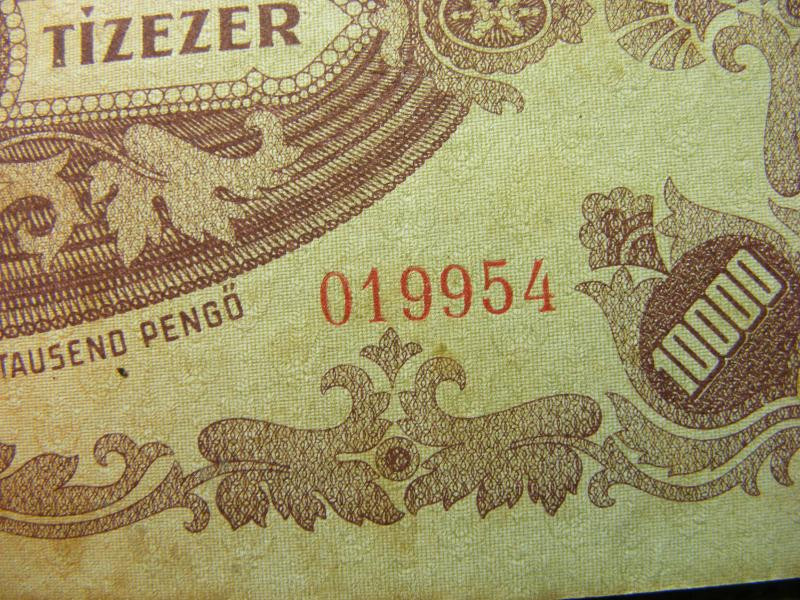 TÍZEZER
TAUSEND PENGŐ
019954
10000